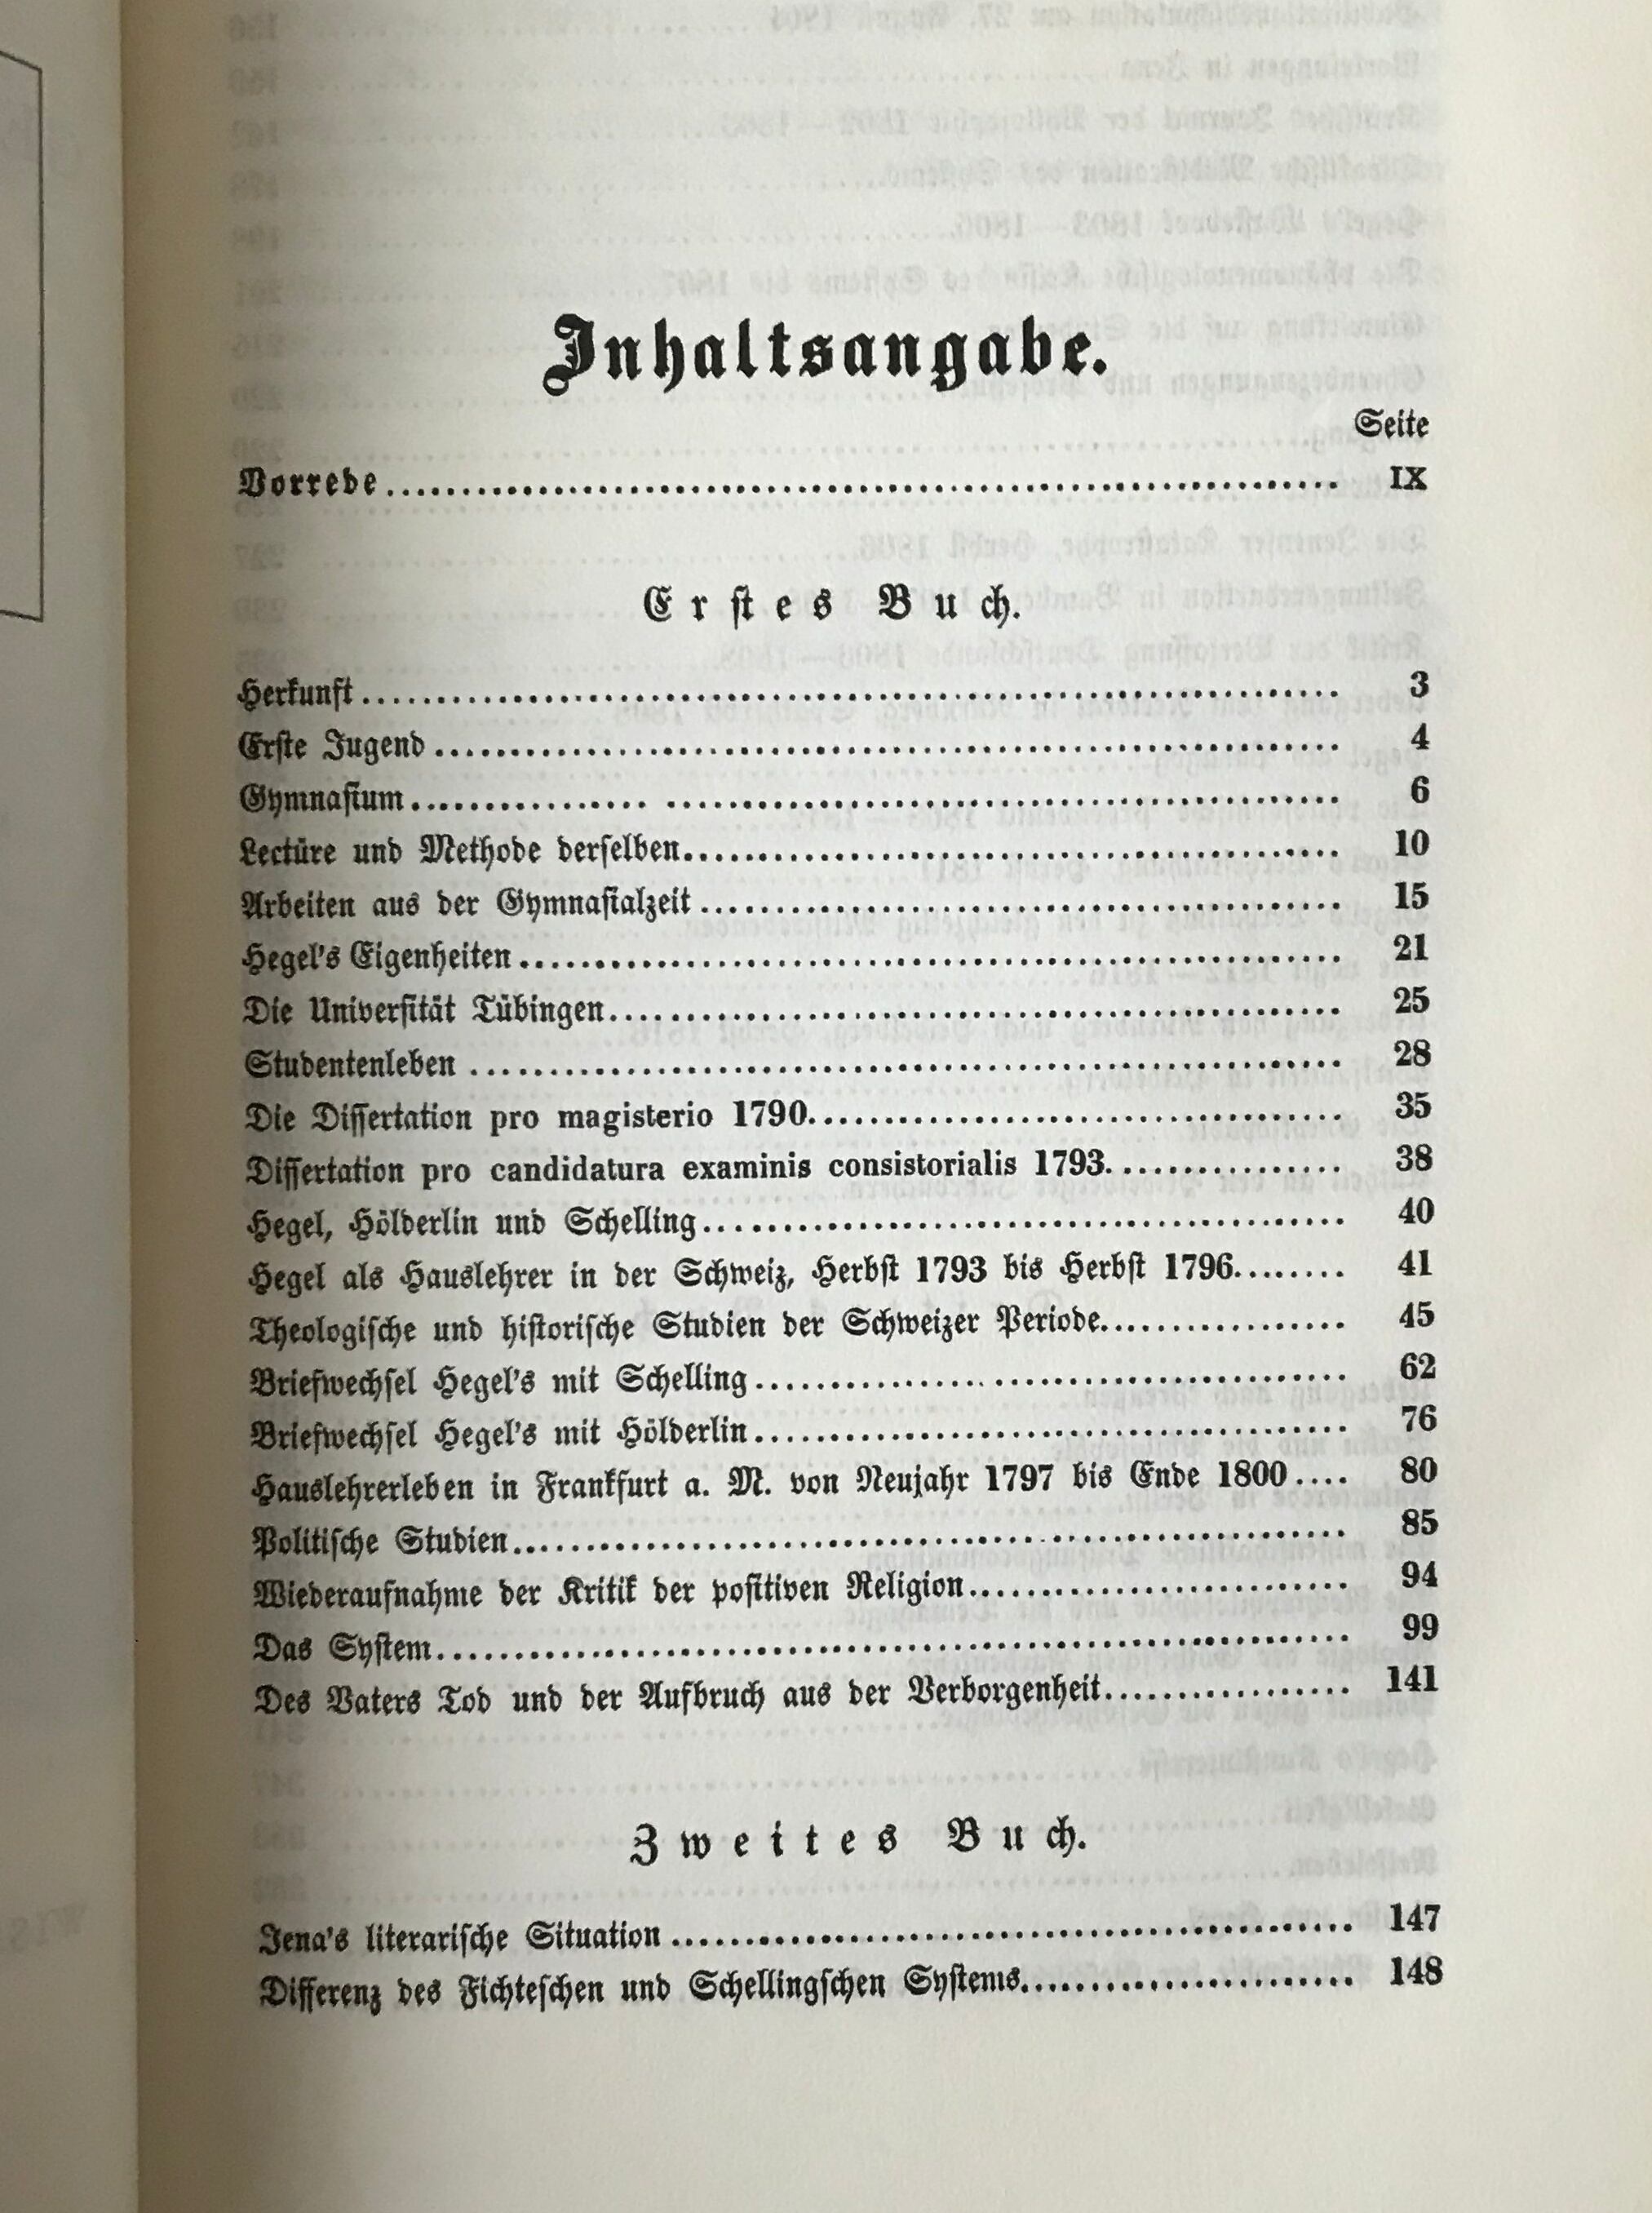 Inhaltsangabe.
Seite
Vorrede........................................ IX
Erstes Buch.
Herkunft........................................ 3
Erste Jugend........................................ 4
Gymnasium........................................ 6
Lectüre und Methode derselben........................................ 10
Arbeiten aus der Gymnasialzeit........................................ 15
Hegel's Eigenheiten........................................ 21
Die Universität Tübingen........................................ 25
Studentenleben........................................ 28
Die Dissertation pro magisterio 1790........................................ 35
Dissertation pro candidatura examinis consistorialis 1793................ 38
Hegel, Hölderlin und Schelling........................................ 40
Hegel als Hauslehrer in der Schweiz, Herbst 1793 bis Herbst 1796........ 41
Theologische und historische Studien der Schweizer Periode................. 45
Briefwechsel Hegel's mit Schelling........................................ 62
Briefwechsel Hegel's mit Hölderlin........................................ 76
Hauslehrerleben in Frankfurt a. M. von Neujahr 1797 bis Ende 1800.... 80
Politische Studien........................................ 85
Wiederaufnahme der Kritik der positiven Religion......................... 94
Das System........................................ 99
Des Vaters Tod und der Aufbruch aus der Verborgenheit................. 141
Zweites Buch.
Jena's literarische Situation........................................ 147
Differenz des Fichteschen und Schellingschen Systems...................... 148